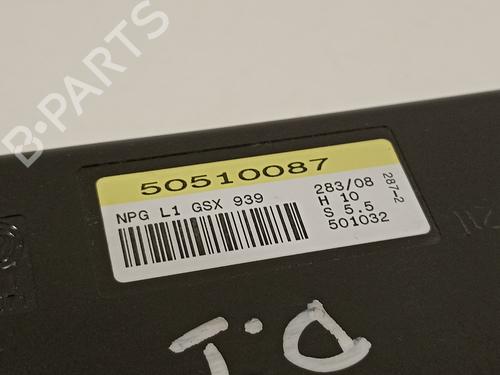 B-PARTS
50510087
NPG L1 GSX 939
283/08
H 10
S 5.5
501032
287-2